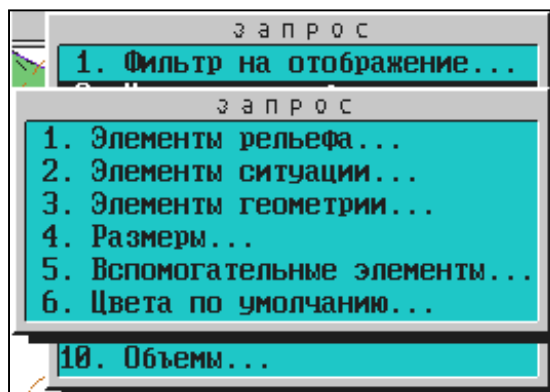 запрос
1. Фильтр на отображение...
запрос
1. Элементы рельефа...
2. Элементы ситуации...
3. Элементы геометрии...
4. Размеры...
5. Вспомогательные элементы...
6. Цвета по умолчанию...
10. Объемы...